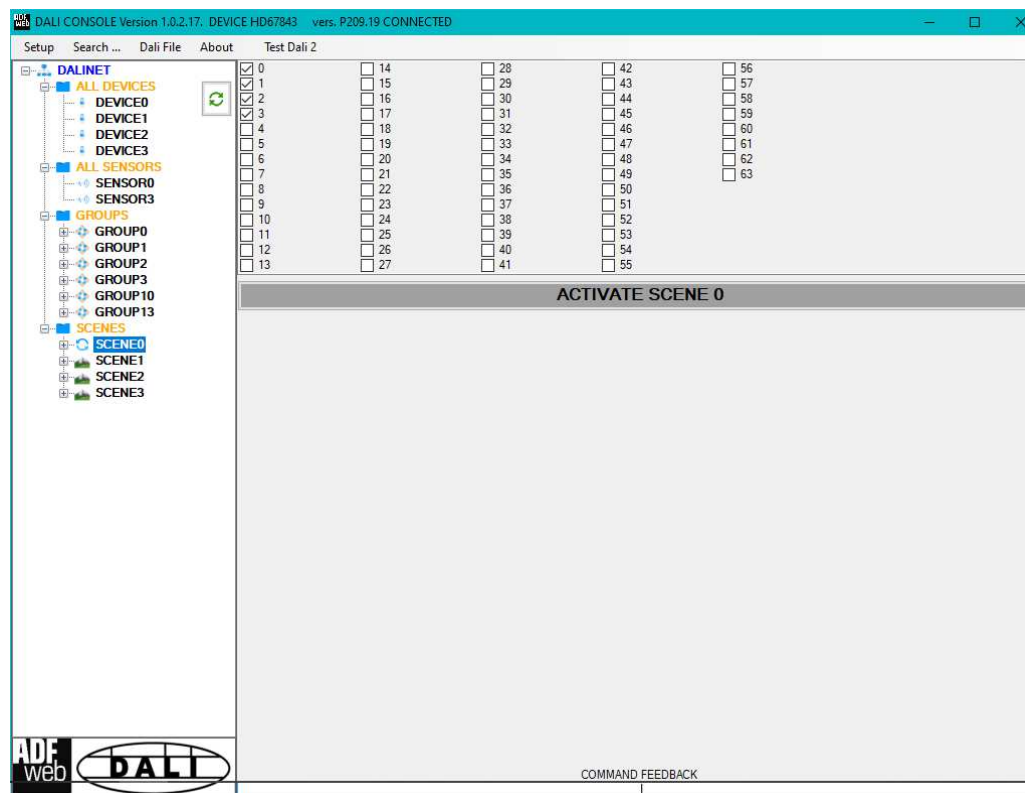 DALI CONSOLE Version 1.0.2.17. DEVICE HD67843 vers. P209.19 CONNECTED
Setup Search ... Dali File About Test Dali 2
DALINET
ALL DEVICES
DEVICE0
DEVICE1
DEVICE2
DEVICE3
ALL SENSORS
SENSOR0
SENSOR3
GROUPS
GROUP0
GROUP1
GROUP2
GROUP3
GROUP10
GROUP13
SCENES
SCENE0
SCENE1
SCENE2
SCENE3
0 14 28 42 56
1 15 29 43 57
2 16 30 44 58
3 17 31 45 59
4 18 32 46 60
5 19 33 47 61
6 20 34 48 62
7 21 35 49 63
8 22 36 50
9 23 37 51
10 24 38 52
11 25 39 53
12 26 40 54
13 27 41 55
ACTIVATE SCENE 0
ADF
web
DALI
COMMAND FEEDBACK